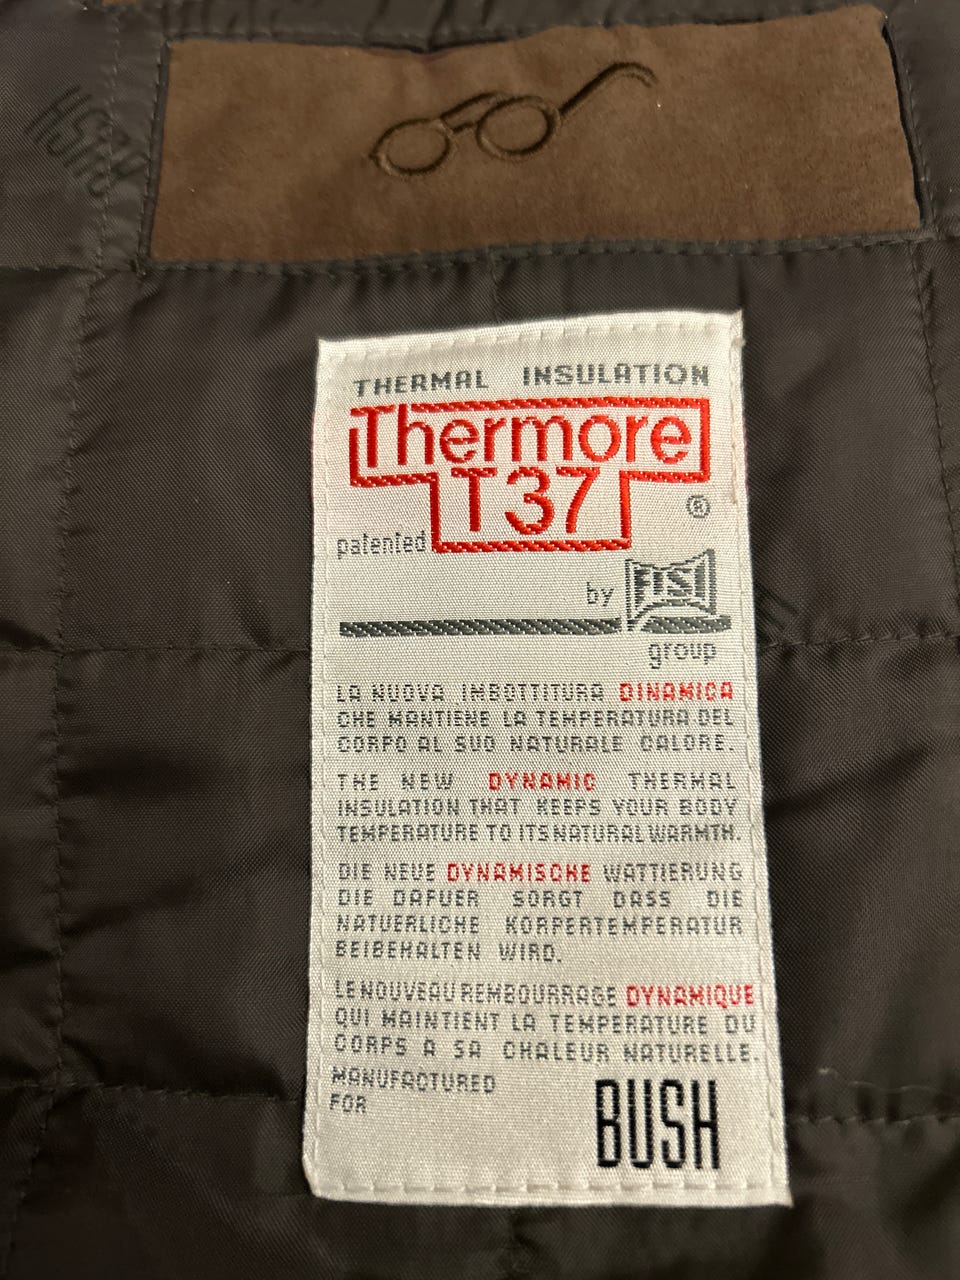 THERMAL INSULATION
Thermore
T37
®
patented
by FISI
group
LA NUOVA IMBOTTITURA DINAMICA
CHE MANTIENE LA TEMPERATURA DEL
CORPO AL SUO NATURALE CALORE.
THE NEW DYNAMIC THERMAL
INSULATION THAT KEEPS YOUR BODY
TEMPERATURE TO ITS NATURAL WARMTH.
DIE NEUE DYNAMISCHE WATTIERUNG
DIE DAFUER SORGT DASS DIE
NATUERLICHE KORPERTEMPERATUR
BEIBEHALTEN WIRD.
LE NOUVEAU REMBOURRAGE DYNAMIQUE
QUI MAINTIENT LA TEMPERATURE DU
CORPS A SA CHALEUR NATURELLE.
MANUFACTURED
FOR
BUSH